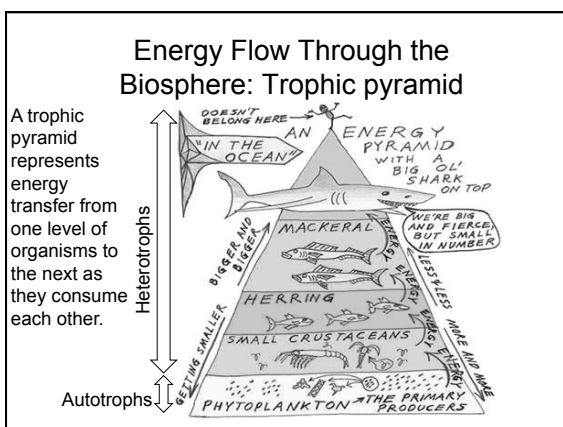 Energy Flow Through the
Biosphere: Trophic pyramid
A trophic
pyramid
represents
energy
transfer from
one level of
organisms to
the next as
they consume
each other.
Heterotrophs
Autotrophs
DOESN'T
BELONG HERE
"IN THE
OCEAN"
AN ENERGY
PYRAMID
WITH A
BIG OL'
SHARK
ON TOP
WE'RE BIG
AND FIERCE,
BUT SMALL
IN NUMBER
BIGGER AND
BIGGER
GETTING SMALLER
LESS & LESS
MORE AND MORE
MACKERAL
ENERGY
HERRING
ENERGY
SMALL CRUSTACEANS
ENERGY
ENERGY
PHYTOPLANKTON THE PRIMARY
PRODUCERS